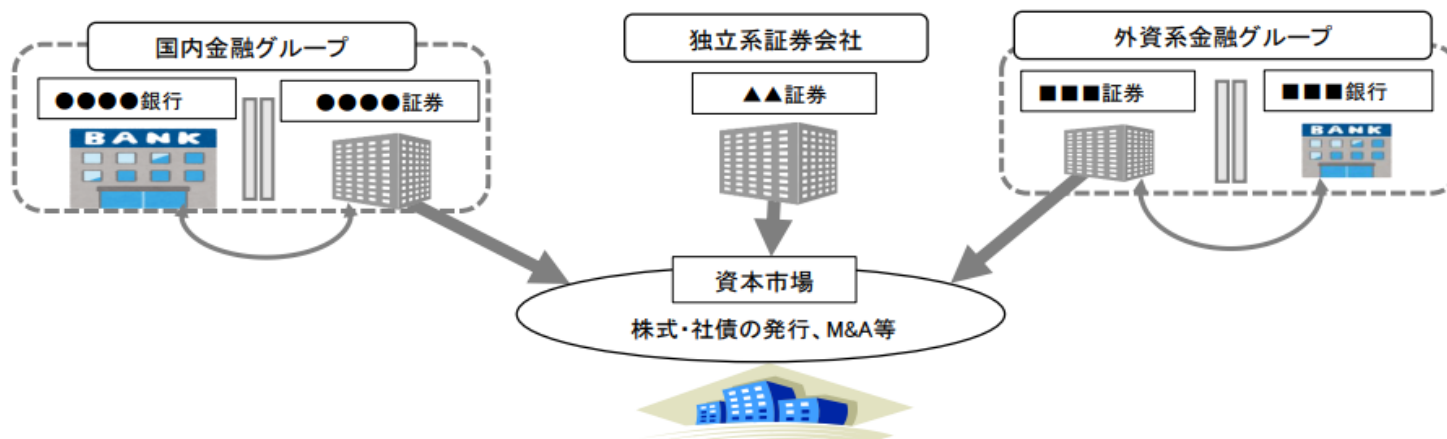 国内金融グループ
●●●●銀行
●●●●証券
BANK
独立系証券会社
▲▲証券
外資系金融グループ
■■■証券
■■■銀行
BANK
資本市場
株式・社債の発行、M&A等